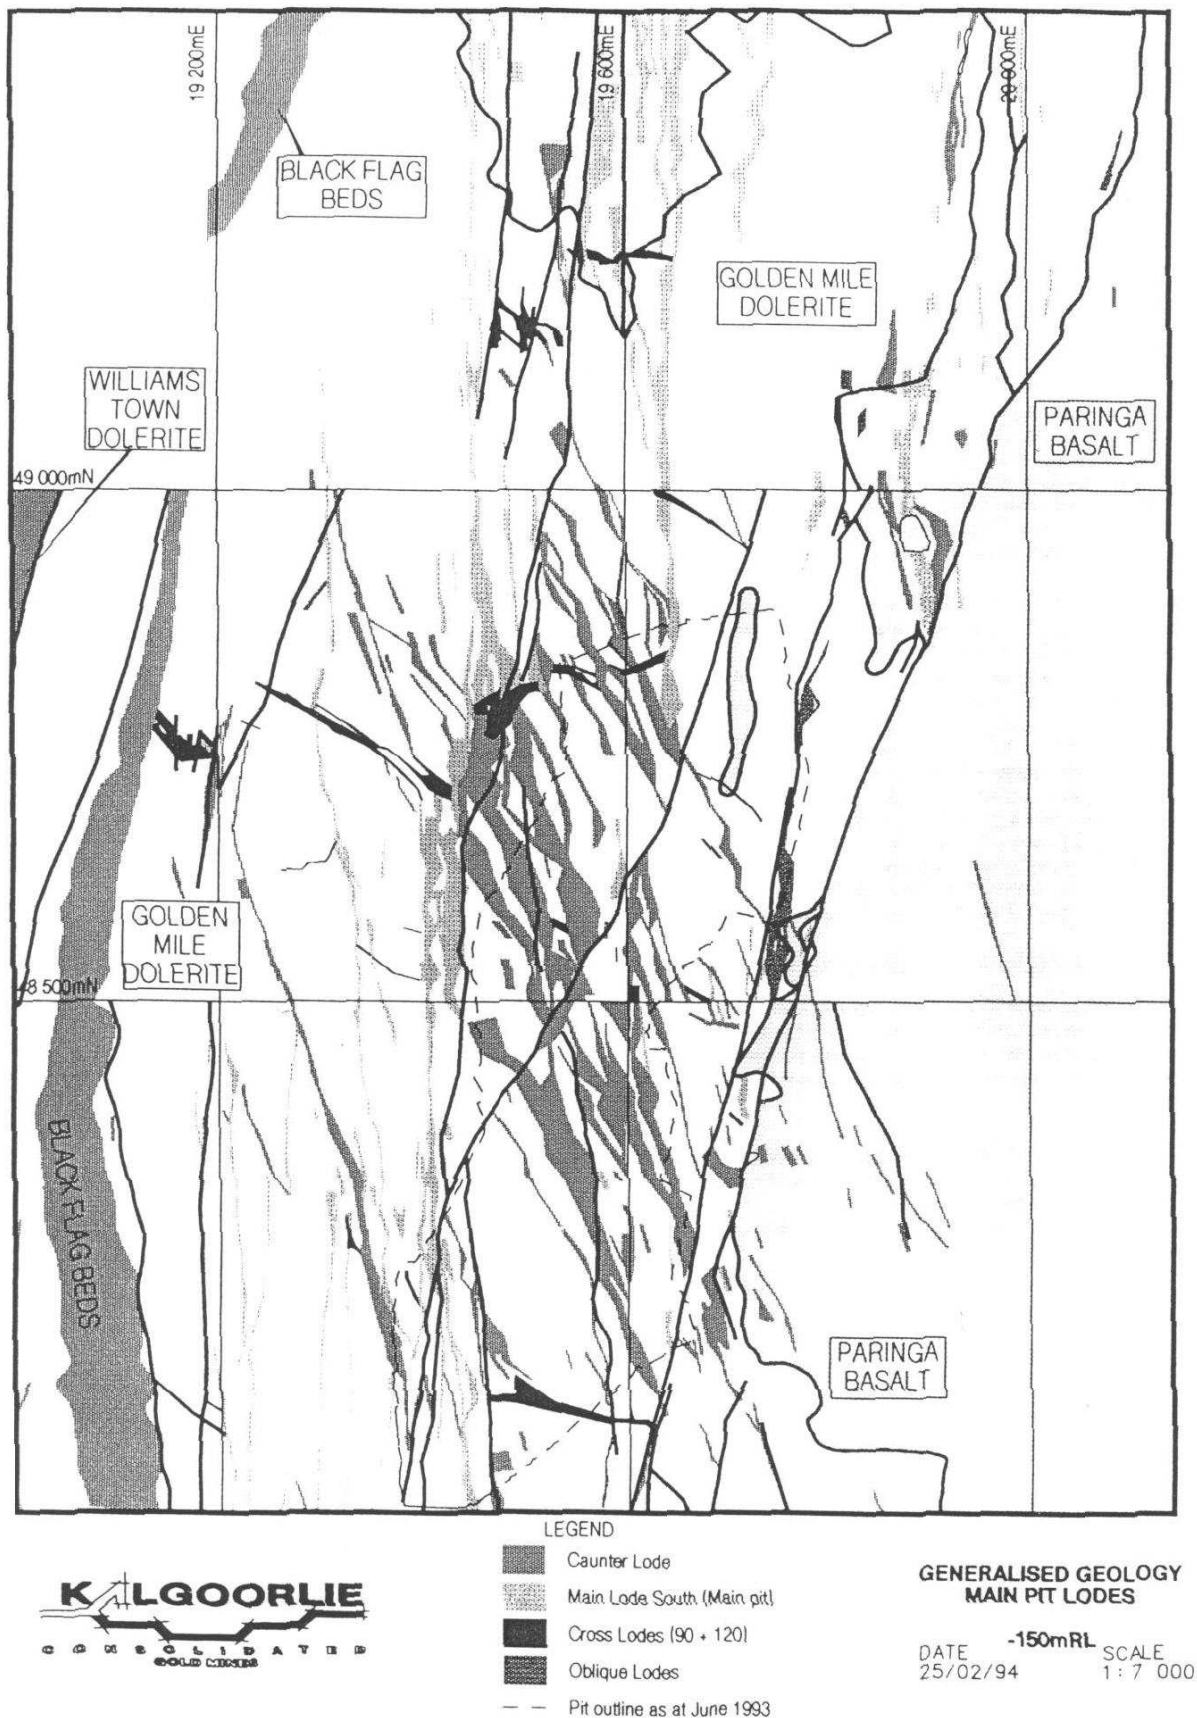 19 200mE
19 600mE
20 000mE
BLACK FLAG
BEDS
GOLDEN MILE
DOLERITE
WILLIAMS
TOWN
DOLERITE
PARINGA
BASALT
49 000mN
GOLDEN
MILE
DOLERITE
48 500mN
BLACK FLAG BEDS
PARINGA
BASALT
LEGEND
Caunter Lode
Main Lode South (Main pit)
Cross Lodes (90 + 120)
Oblique Lodes
Pit outline as at June 1993
KALGOORLIE
CONSOLIDATED
GOLD MINES
GENERALISED GEOLOGY
MAIN PIT LODES
-150mRL
DATE SCALE
25/02/94 1 : 7 000